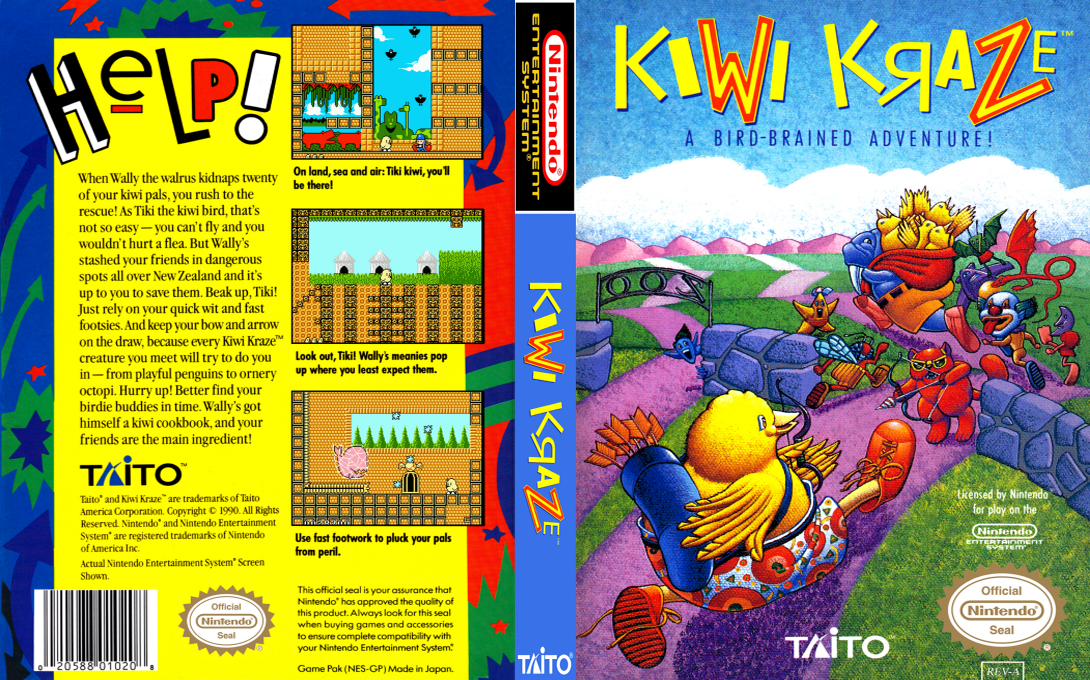 HeLP!
When Wally the walrus kidnaps twenty
of your kiwi pals, you rush to the
rescue! As Tiki the kiwi bird, that's
not so easy — you can't fly and you
wouldn't hurt a flea. But Wally's
stashed your friends in dangerous
spots all over New Zealand and it's
up to you to save them. Beak up, Tiki!
Just rely on your quick wit and fast
footsies. And keep your bow and arrow
on the draw, because every Kiwi Kraze™
creature you meet will try to do you
in — from playful penguins to ornery
octopi. Hurry up! Better find your
birdie buddies in time. Wally's got
himself a kiwi cookbook, and your
friends are the main ingredient!
TAITO™
Taito® and Kiwi Kraze™ are trademarks of Taito
America Corporation. Copyright © 1990. All Rights
Reserved. Nintendo® and Nintendo Entertainment
System® are registered trademarks of Nintendo
of America Inc.
Actual Nintendo Entertainment System® Screen
Shown.
0 20588 01020 8
Official
Nintendo®
Seal
On land, sea and air: Tiki kiwi, you'll
be there!
Look out, Tiki! Wally's meanies pop
up where you least expect them.
Use fast footwork to pluck your pals
from peril.
This official seal is your assurance that
Nintendo® has approved the quality of
this product. Always look for this seal
when buying games and accessories
to ensure complete compatibility with
your Nintendo Entertainment System®.
Game Pak (NES-GP) Made in Japan.
Nintendo®
ENTERTAINMENT
SYSTEM®
KIWI KRAZE™
TAITO®
KIWI KRAZE™
A BIRD-BRAINED ADVENTURE!
ZOO
Licensed by Nintendo
for play on the
Nintendo®
ENTERTAINMENT
SYSTEM®
Official
Nintendo®
Seal
TAITO®
REV-A